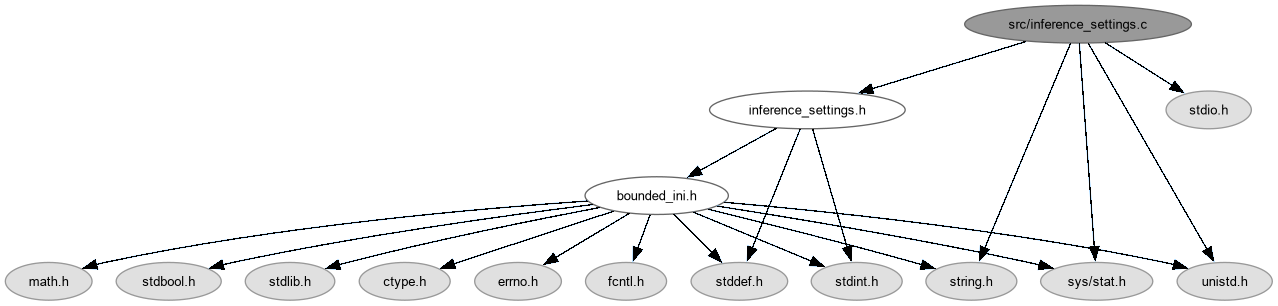 src/inference_settings.c
inference_settings.h
stdio.h
bounded_ini.h
math.h
stdbool.h
stdlib.h
ctype.h
errno.h
fcntl.h
stddef.h
stdint.h
string.h
sys/stat.h
unistd.h